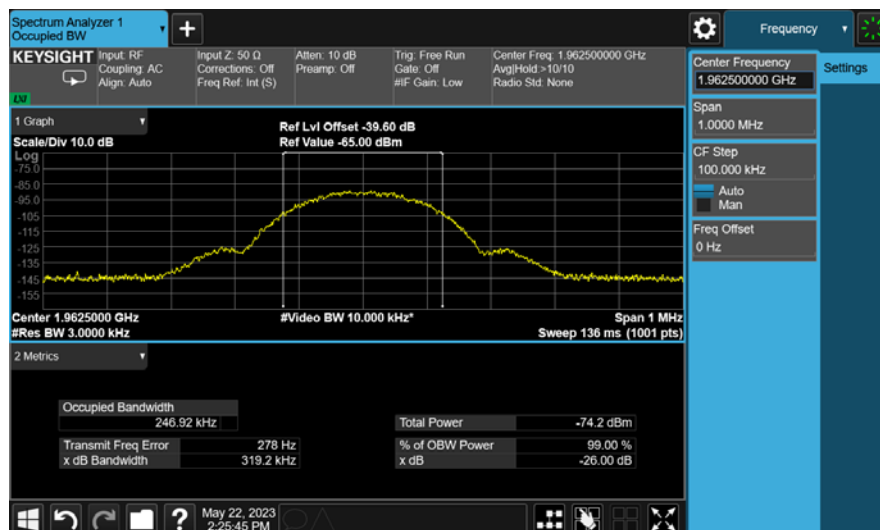 Spectrum Analyzer 1
Occupied BW
Frequency
KEYSIGHT
Input: RF
Coupling: AC
Align: Auto
Input Z: 50 Ω
Corrections: Off
Freq Ref: Int (S)
Atten: 10 dB
Preamp: Off
Trig: Free Run
Gate: Off
#IF Gain: Low
Center Freq: 1.962500000 GHz
Avg|Hold:>10/10
Radio Std: None
LXI
Center Frequency
1.962500000 GHz
Settings
Span
1.0000 MHz
CF Step
100.000 kHz
Auto
Man
Freq Offset
0 Hz
1 Graph
Scale/Div 10.0 dB
Ref Lvl Offset -39.60 dB
Ref Value -65.00 dBm
Log
-75.0
-85.0
-95.0
-105
-115
-125
-135
-145
-155
Center 1.9625000 GHz
#Video BW 10.000 kHz*
Span 1 MHz
#Res BW 3.0000 kHz
Sweep 136 ms (1001 pts)
2 Metrics
Occupied Bandwidth
246.92 kHz
Total Power -74.2 dBm
Transmit Freq Error 278 Hz
% of OBW Power 99.00 %
x dB Bandwidth 319.2 kHz
x dB -26.00 dB
?
May 22, 2023
2:25:45 PM